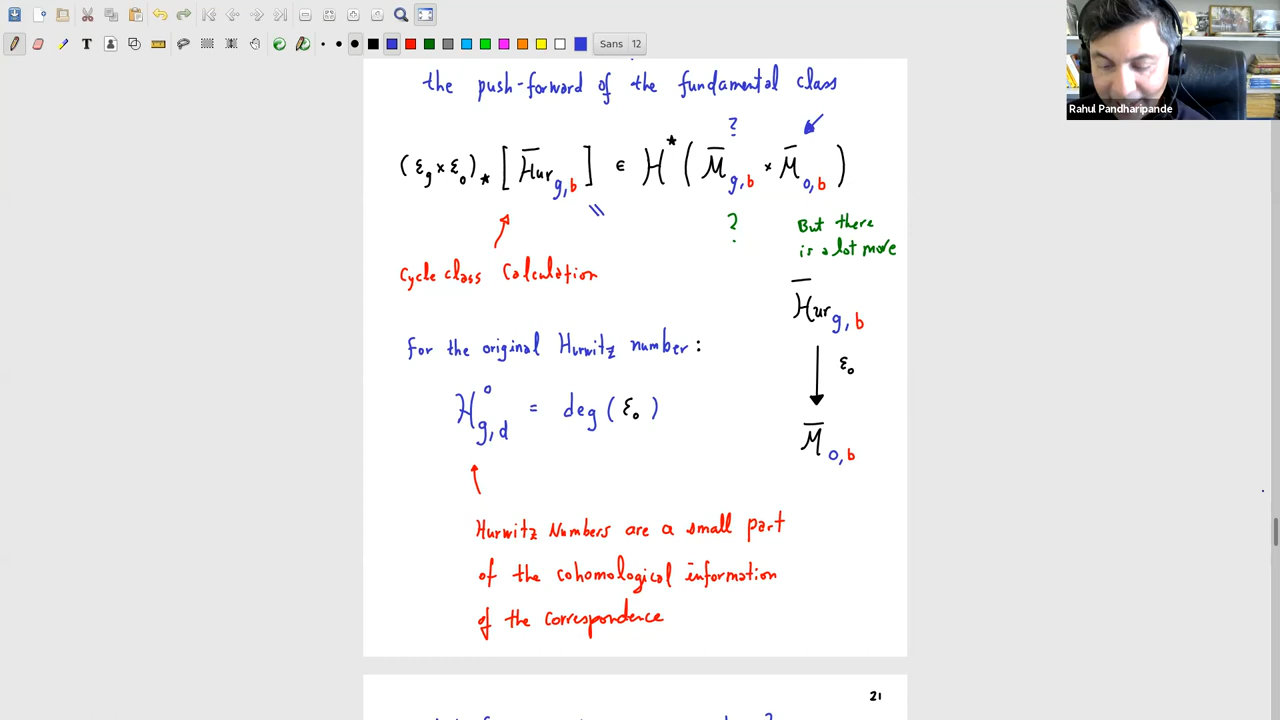 Sans 12
Rahul Pandharipande
the push-forward of the fundamental class
? 
(ε_g × ε_0)_* [ H̅ur_{g,b} ] ∈ H^* ( M̅_{g,b} × M̅_{0,b} )
?
But there
is a lot more
Cycle class Calculation
H̅ur_{g,b}
For the original Hurwitz number :
ε_0
H^0_{g,d} = deg ( ε_0 )
M̅_{0,b}
Hurwitz Numbers are a small part
of the cohomological information
of the correspondence
21